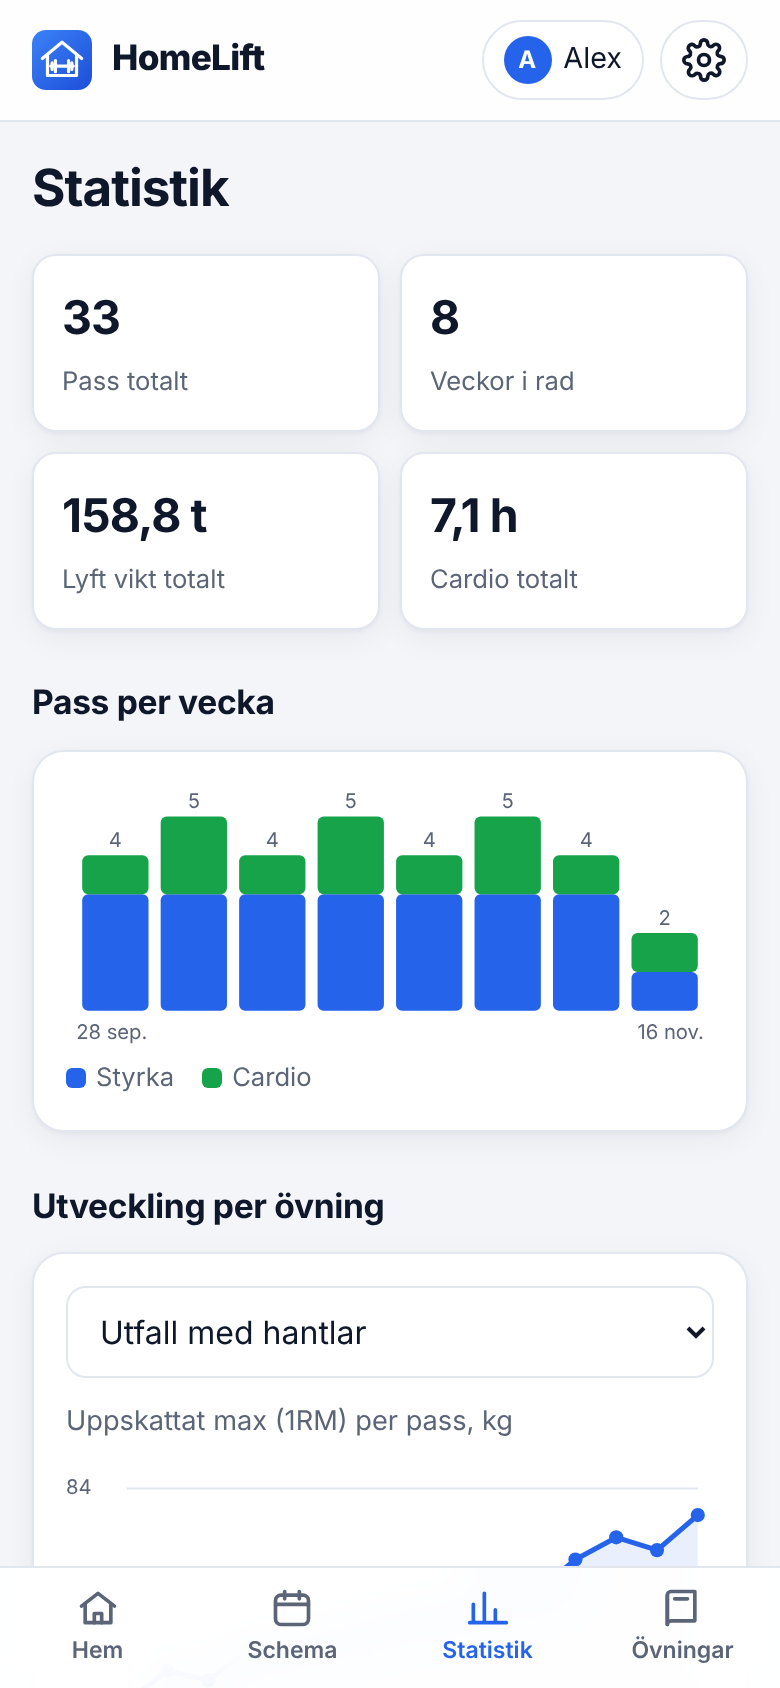 HomeLift
A Alex
Statistik
33
Pass totalt
8
Veckor i rad
158,8 t
Lyft vikt totalt
7,1 h
Cardio totalt
Pass per vecka
4 5 4 5 4 5 4 2
28 sep. 16 nov.
Styrka Cardio
Utveckling per övning
Utfall med hantlar
Uppskattat max (1RM) per pass, kg
84
Hem Schema Statistik Övningar